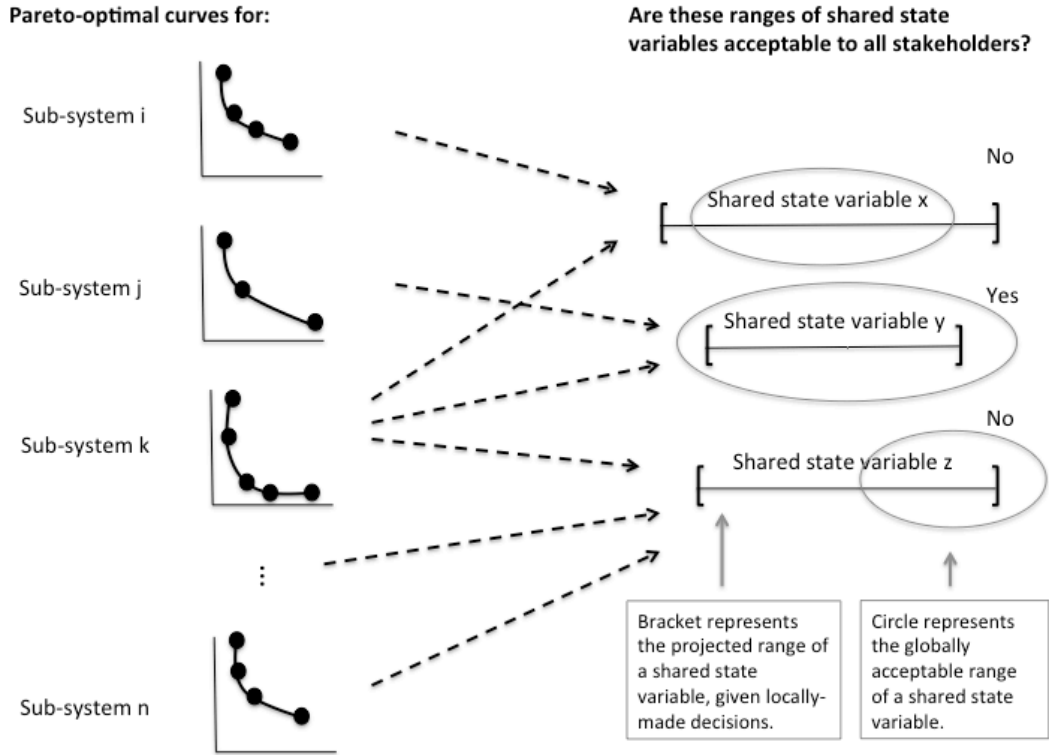 Pareto-optimal curves for:
Are these ranges of shared state
variables acceptable to all stakeholders?
Sub-system i
No
Shared state variable x
Sub-system j
Yes
Shared state variable y
Sub-system k
No
Shared state variable z
...
Sub-system n
Bracket represents
the projected range of
a shared state
variable, given locally-
made decisions.
Circle represents
the globally
acceptable range
of a shared state
variable.